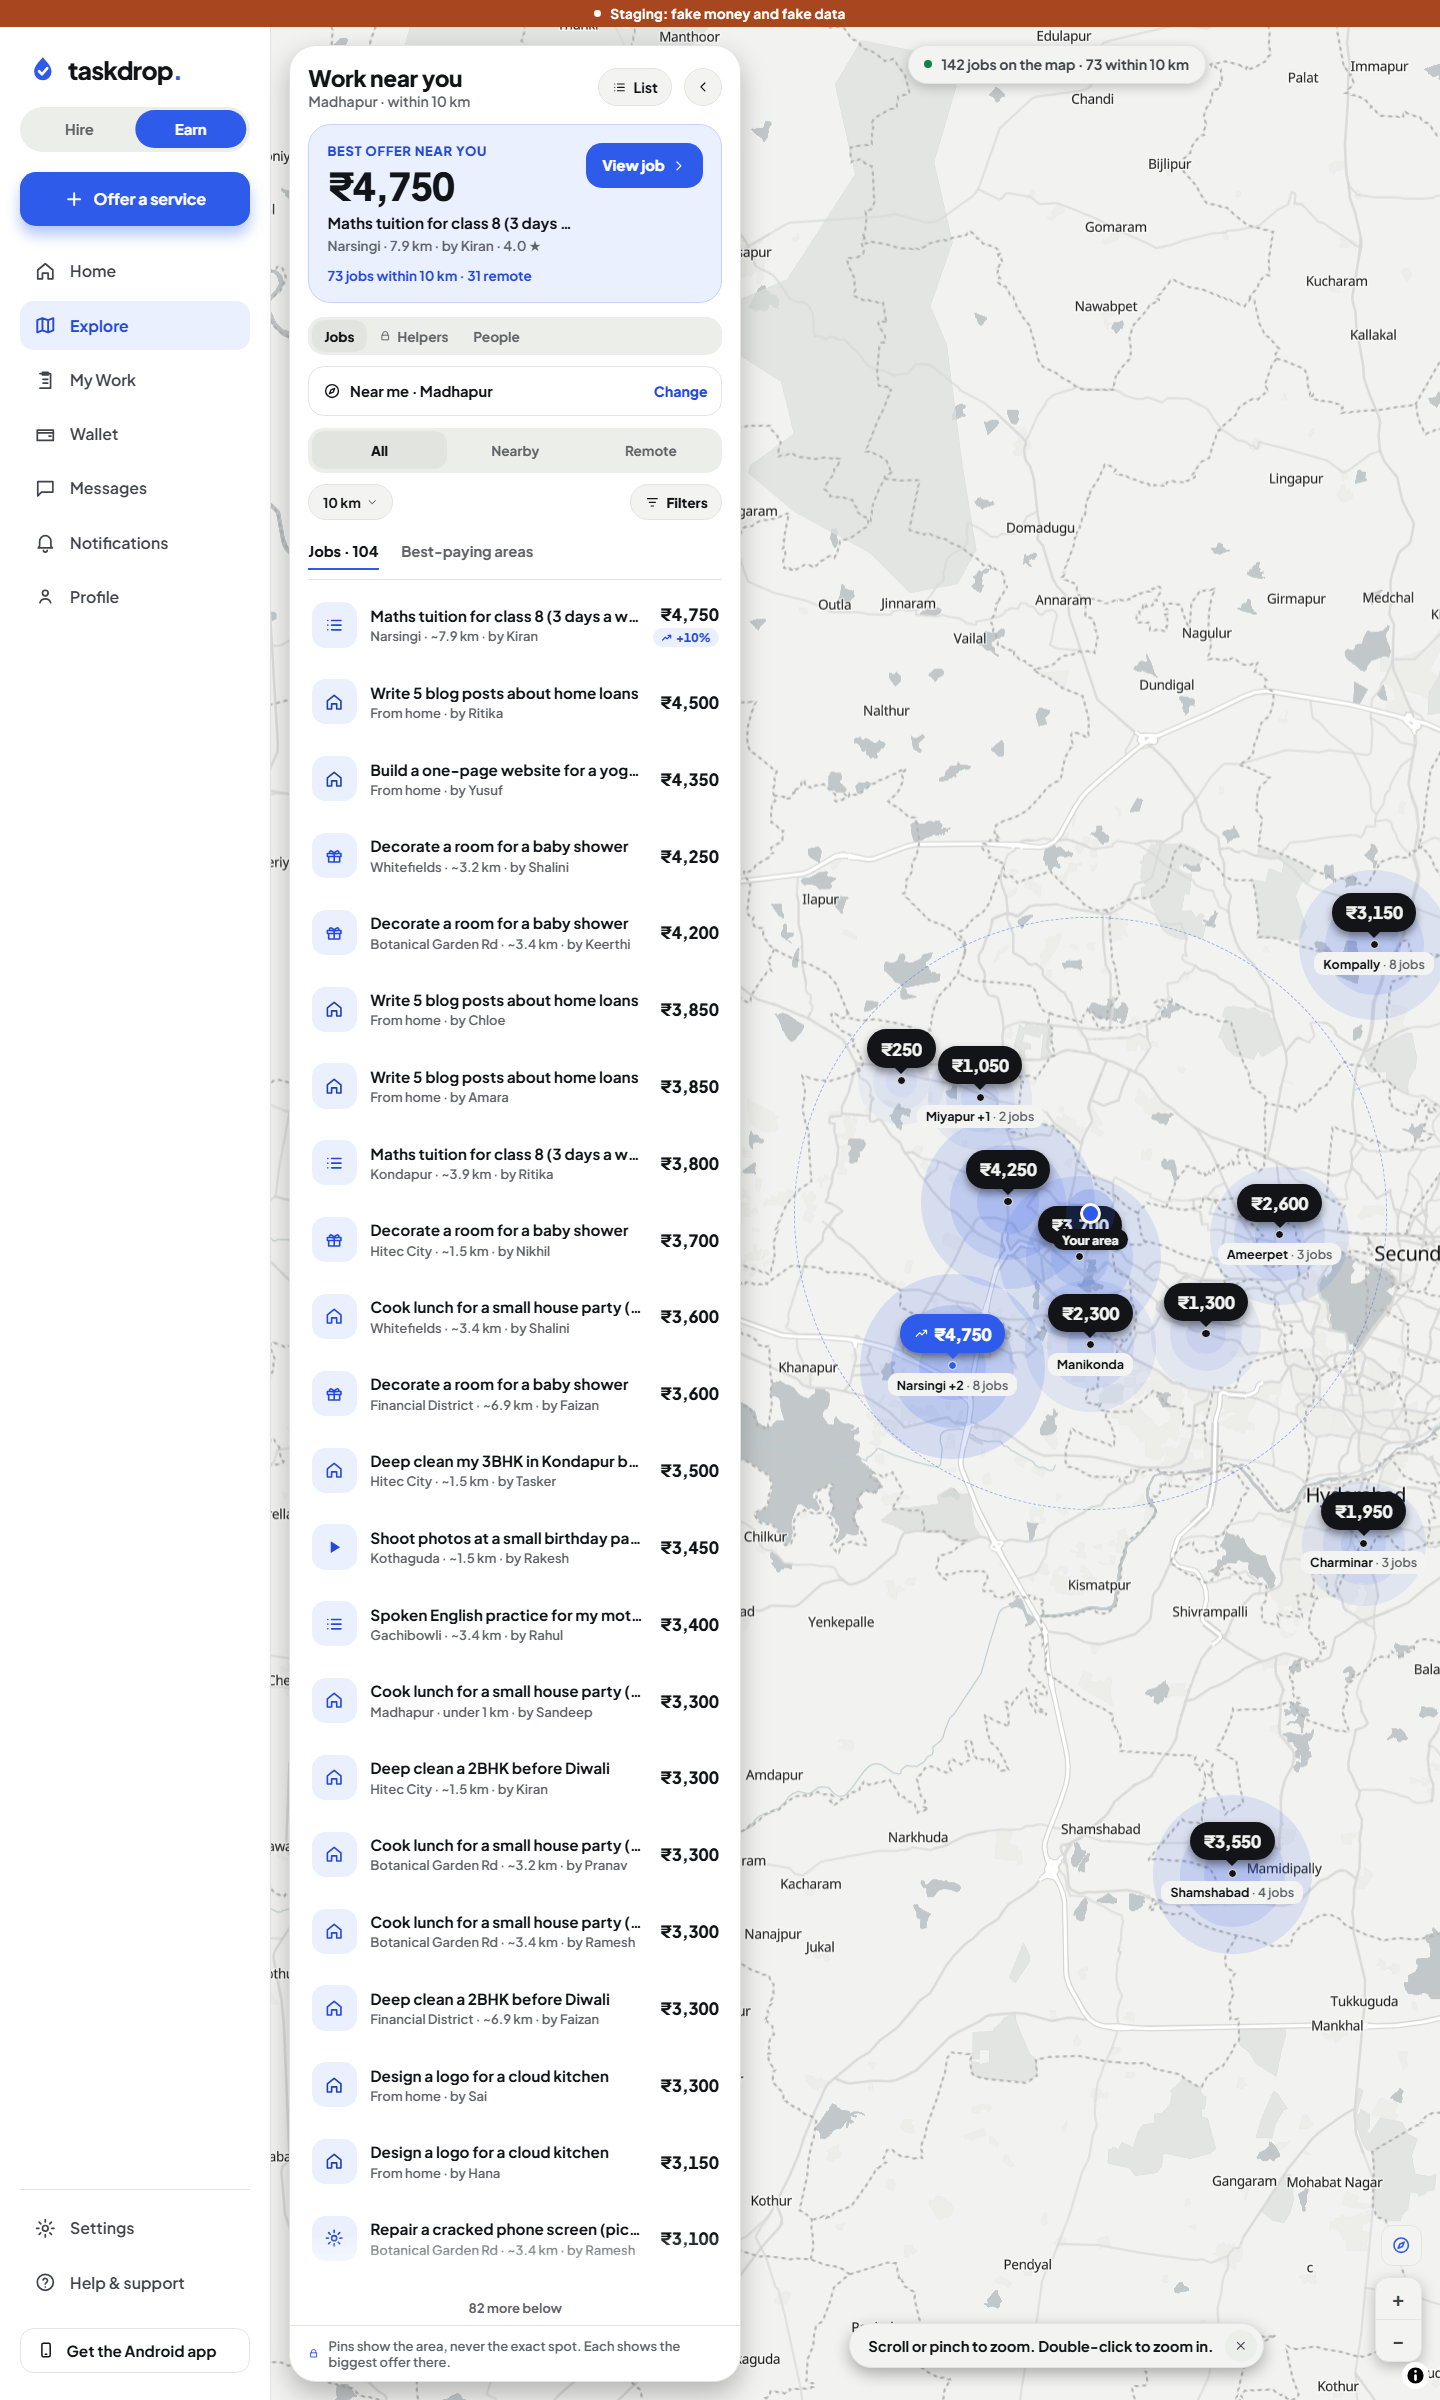 Staging: fake money and fake data
taskdrop.
Hire
Earn
Offer a service
Home
Explore
My Work
Wallet
Messages
Notifications
Profile
Settings
Help & support
Get the Android app
Work near you
Madhapur · within 10 km
List
BEST OFFER NEAR YOU
₹4,750
View job
Maths tuition for class 8 (3 days …
Narsingi · 7.9 km · by Kiran · 4.0 ★
73 jobs within 10 km · 31 remote
Jobs
Helpers
People
Near me · Madhapur
Change
All
Nearby
Remote
10 km
Filters
Jobs · 104
Best-paying areas
Maths tuition for class 8 (3 days a w…
₹4,750
Narsingi · ~7.9 km · by Kiran
+10%
Write 5 blog posts about home loans
₹4,500
From home · by Ritika
Build a one-page website for a yog…
₹4,350
From home · by Yusuf
Decorate a room for a baby shower
₹4,250
Whitefields · ~3.2 km · by Shalini
Decorate a room for a baby shower
₹4,200
Botanical Garden Rd · ~3.4 km · by Keerthi
Write 5 blog posts about home loans
₹3,850
From home · by Chloe
Write 5 blog posts about home loans
₹3,850
From home · by Amara
Maths tuition for class 8 (3 days a w…
₹3,800
Kondapur · ~3.9 km · by Ritika
Decorate a room for a baby shower
₹3,700
Hitec City · ~1.5 km · by Nikhil
Cook lunch for a small house party (…
₹3,600
Whitefields · ~3.4 km · by Shalini
Decorate a room for a baby shower
₹3,600
Financial District · ~6.9 km · by Faizan
Deep clean my 3BHK in Kondapur b…
₹3,500
Hitec City · ~1.5 km · by Tasker
Shoot photos at a small birthday pa…
₹3,450
Kothaguda · ~1.5 km · by Rakesh
Spoken English practice for my mot…
₹3,400
Gachibowli · ~3.4 km · by Rahul
Cook lunch for a small house party (…
₹3,300
Madhapur · under 1 km · by Sandeep
Deep clean a 2BHK before Diwali
₹3,300
Hitec City · ~1.5 km · by Kiran
Cook lunch for a small house party (…
₹3,300
Botanical Garden Rd · ~3.2 km · by Pranav
Cook lunch for a small house party (…
₹3,300
Botanical Garden Rd · ~3.4 km · by Ramesh
Deep clean a 2BHK before Diwali
₹3,300
Financial District · ~6.9 km · by Faizan
Design a logo for a cloud kitchen
₹3,300
From home · by Sai
Design a logo for a cloud kitchen
₹3,150
From home · by Hana
Repair a cracked phone screen (pic…
₹3,100
Botanical Garden Rd · ~3.4 km · by Ramesh
82 more below
Pins show the area, never the exact spot. Each shows the
biggest offer there.
142 jobs on the map · 73 within 10 km
Manthoor
Edulapur
Immapur
Palat
Chandi
Bijlipur
Gomaram
sapur
Kucharam
Nawabpet
Kallakal
Lingapur
garam
Domadugu
Outla
Jinnaram
Annaram
Girmapur
Medchal
Vailal
Nagulur
Dundigal
Nalthur
Ilapur
₹3,150
Kompally · 8 jobs
₹250
₹1,050
Miyapur +1 · 2 jobs
₹4,250
₹3,700
Your area
₹2,600
Ameerpet · 3 jobs
Secund
₹2,300
Manikonda
₹1,300
₹4,750
Narsingi +2 · 8 jobs
Khanapur
Hyderabad
₹1,950
Charminar · 3 jobs
Chilkur
Kismatpur
Shivrampalli
ad
Yenkepalle
Bala
Amdapur
Narkhuda
Shamshabad
₹3,550
Mamidipally
Shamshabad · 4 jobs
ram
Kacharam
Nanajpur
Jukal
Tukkuguda
Mankhal
Gangaram
Mohabat Nagar
Kothur
Pendyal
c
Scroll or pinch to zoom. Double-click to zoom in.
aguda
Kothur